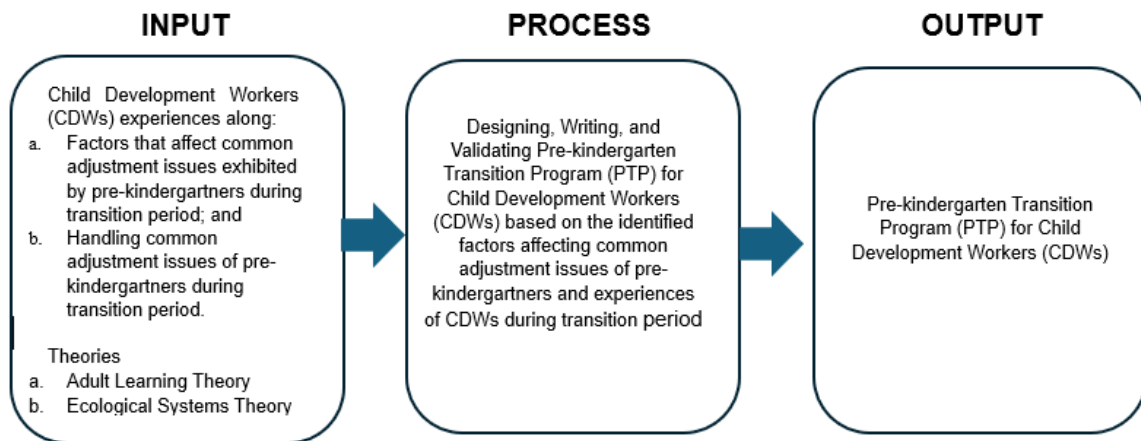 INPUT
Child Development Workers
(CDWs) experiences along:
a. Factors that affect common
adjustment issues exhibited
by pre-kindergartners during
transition period; and
b. Handling common
adjustment issues of pre-
kindergartners during
transition period.
Theories
a. Adult Learning Theory
b. Ecological Systems Theory
PROCESS
Designing, Writing, and
Validating Pre-kindergarten
Transition Program (PTP) for
Child Development Workers
(CDWs) based on the identified
factors affecting common
adjustment issues of pre-
kindergartners and experiences
of CDWs during transition period
OUTPUT
Pre-kindergarten Transition
Program (PTP) for Child
Development Workers (CDWs)